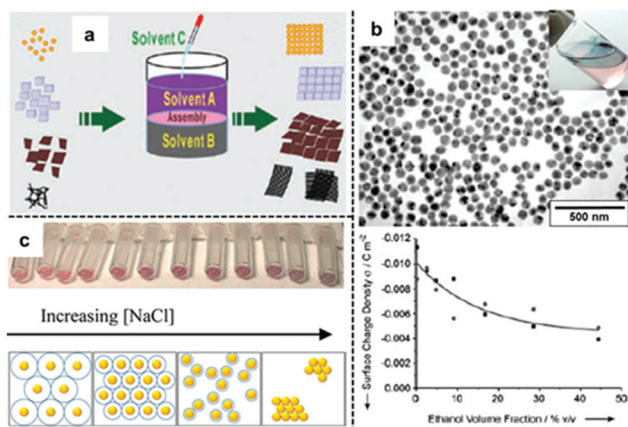 a
Solvent C
Solvent A
Assembly
Solvent B
b
500 nm
c
Increasing [NaCl]
-0.012
-0.010
-0.008
-0.006
-0.004
-0.002
-0.000
Surface Charge Density σ / C m⁻²
0
10
20
30
40
50
Ethanol Volume Fraction / % v/v